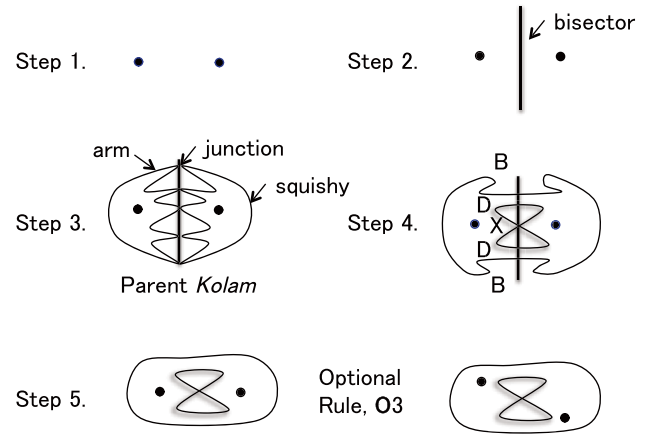 Step 1.
Step 2.
bisector
arm
junction
squishy
Step 3.
Parent Kolam
Step 4.
B
D
X
D
B
Step 5.
Optional
Rule, O3